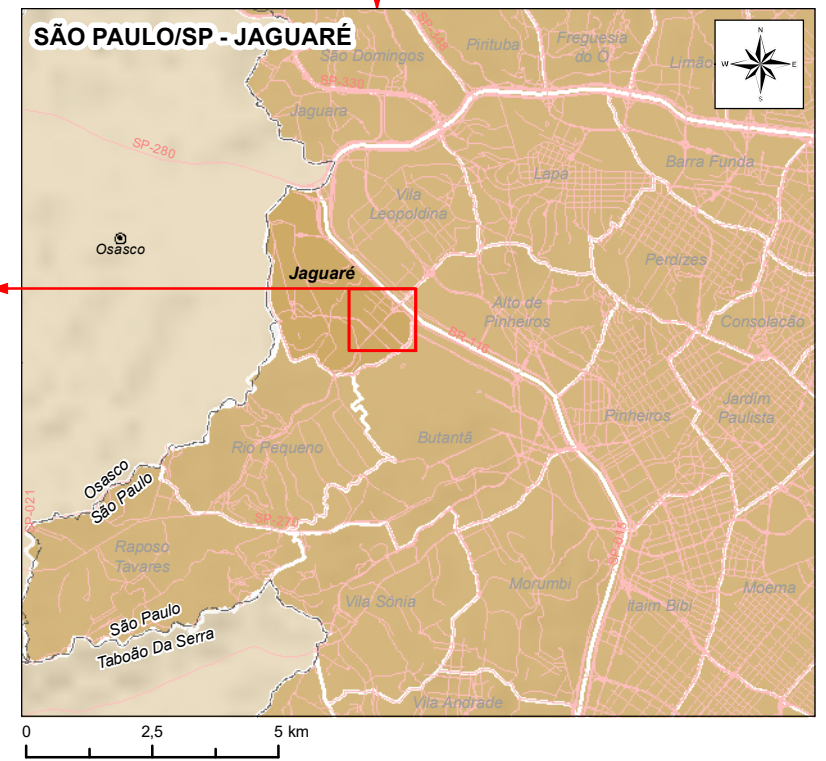 SÃO PAULO/SP - JAGUARÉ
N
W
E
S
SP-348
Pirituba
Freguesia
do Ó
São Domingos
Limão
SP-330
Jaguara
SP-280
Barra Funda
Lapa
Vila
Leopoldina
Osasco
Perdizes
Jaguaré
Alto de
Pinheiros
Consolação
BR-116
Jardim
Paulista
Pinheiros
Butantã
Rio Pequeno
Osasco
São Paulo
SP-021
SP-270
Raposo
Tavares
SP-015
Morumbi
Moema
Itaim Bibi
Vila Sônia
São Paulo
Taboão Da Serra
Vila Andrade
0
2,5
5 km